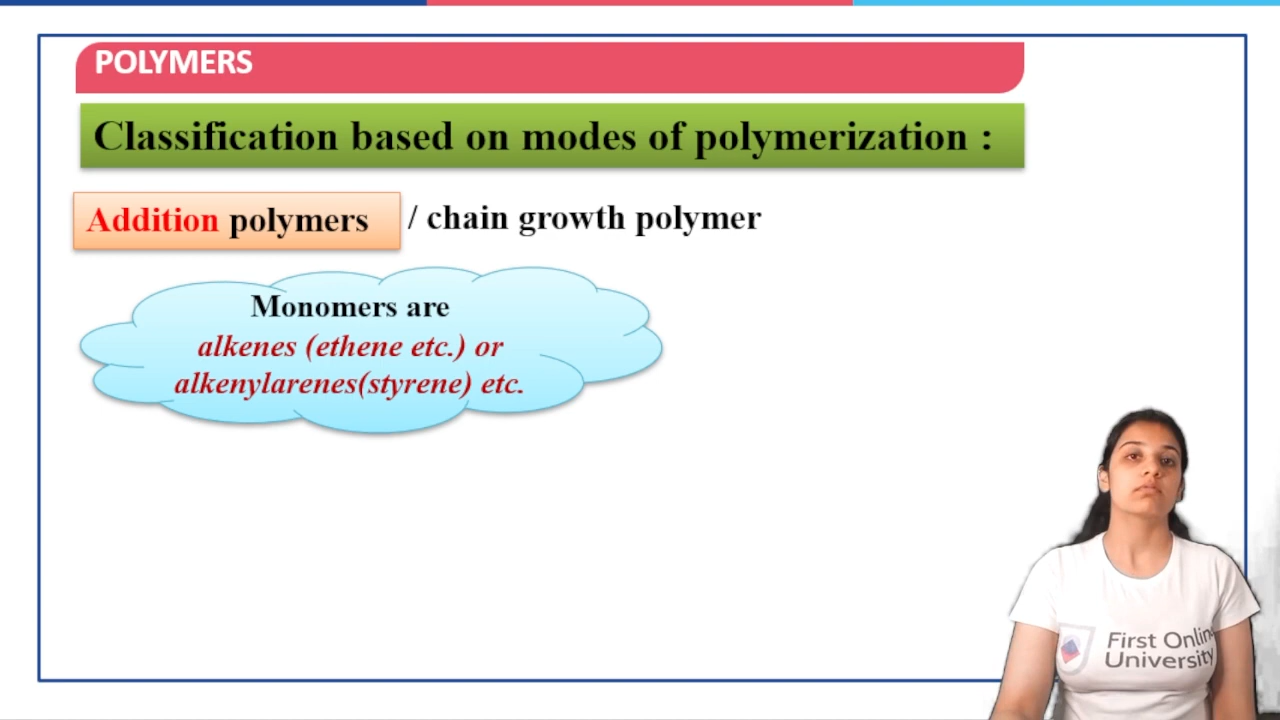 POLYMERS
Classification based on modes of polymerization :
Addition polymers / chain growth polymer
Monomers are
alkenes (ethene etc.) or
alkenylarenes(styrene) etc.
First Online
University